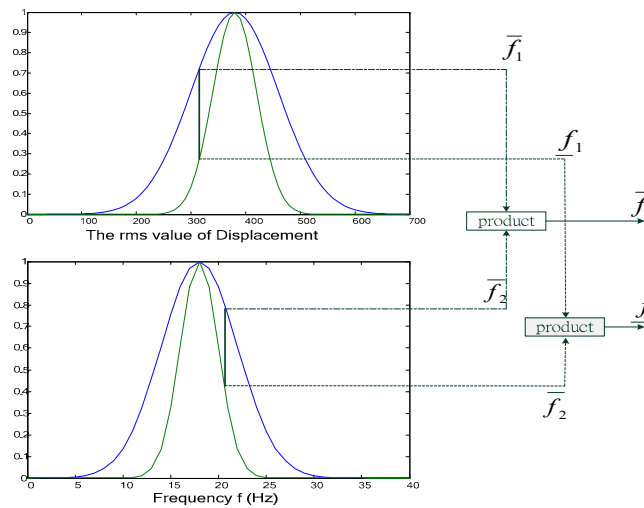 1
0.9
0.8
0.7
0.6
0.5
0.4
0.3
0.2
0.1
0
0 100 200 300 400 500 600 700
The rms value of Displacement
f̅₁
f̲₁
product
f̅
1
0.9
0.8
0.7
0.6
0.5
0.4
0.3
0.2
0.1
0
0 5 10 15 20 25 30 35 40
Frequency f (Hz)
f̅₂
product
f̅₂